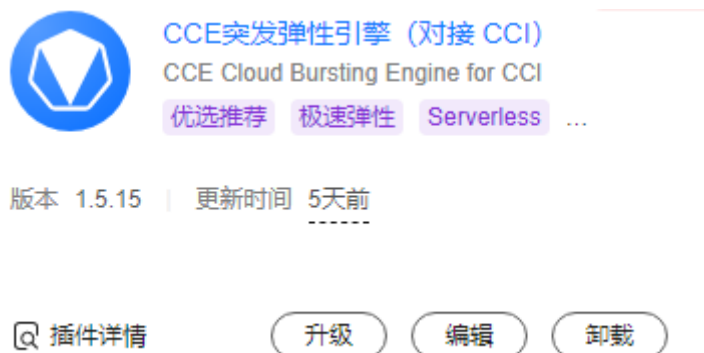 CCE突发弹性引擎（对接 CCI）
CCE Cloud Bursting Engine for CCI
优选推荐 极速弹性 Serverless ...
版本 1.5.15 | 更新时间 5天前
插件详情 升级 编辑 卸载